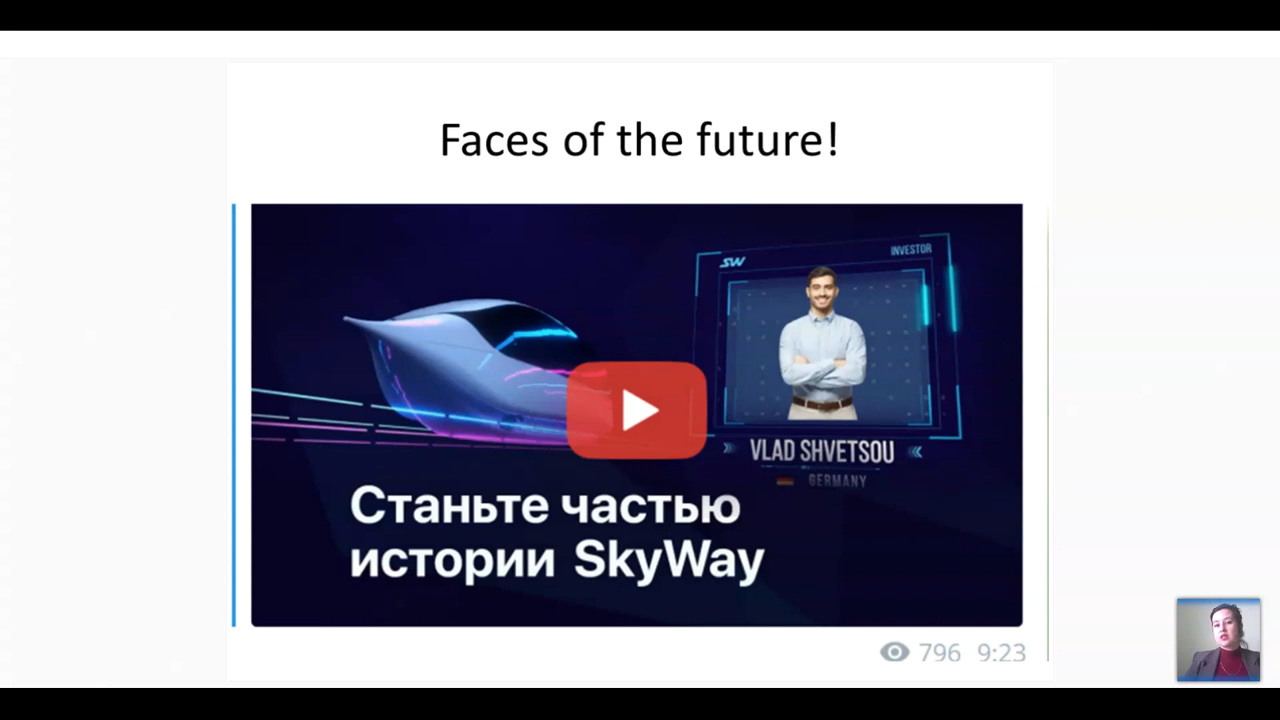 Faces of the future!
SW
INVESTOR
VLAD SHVETSOU
GERMANY
Станьте частью
истории SkyWay
796 9:23